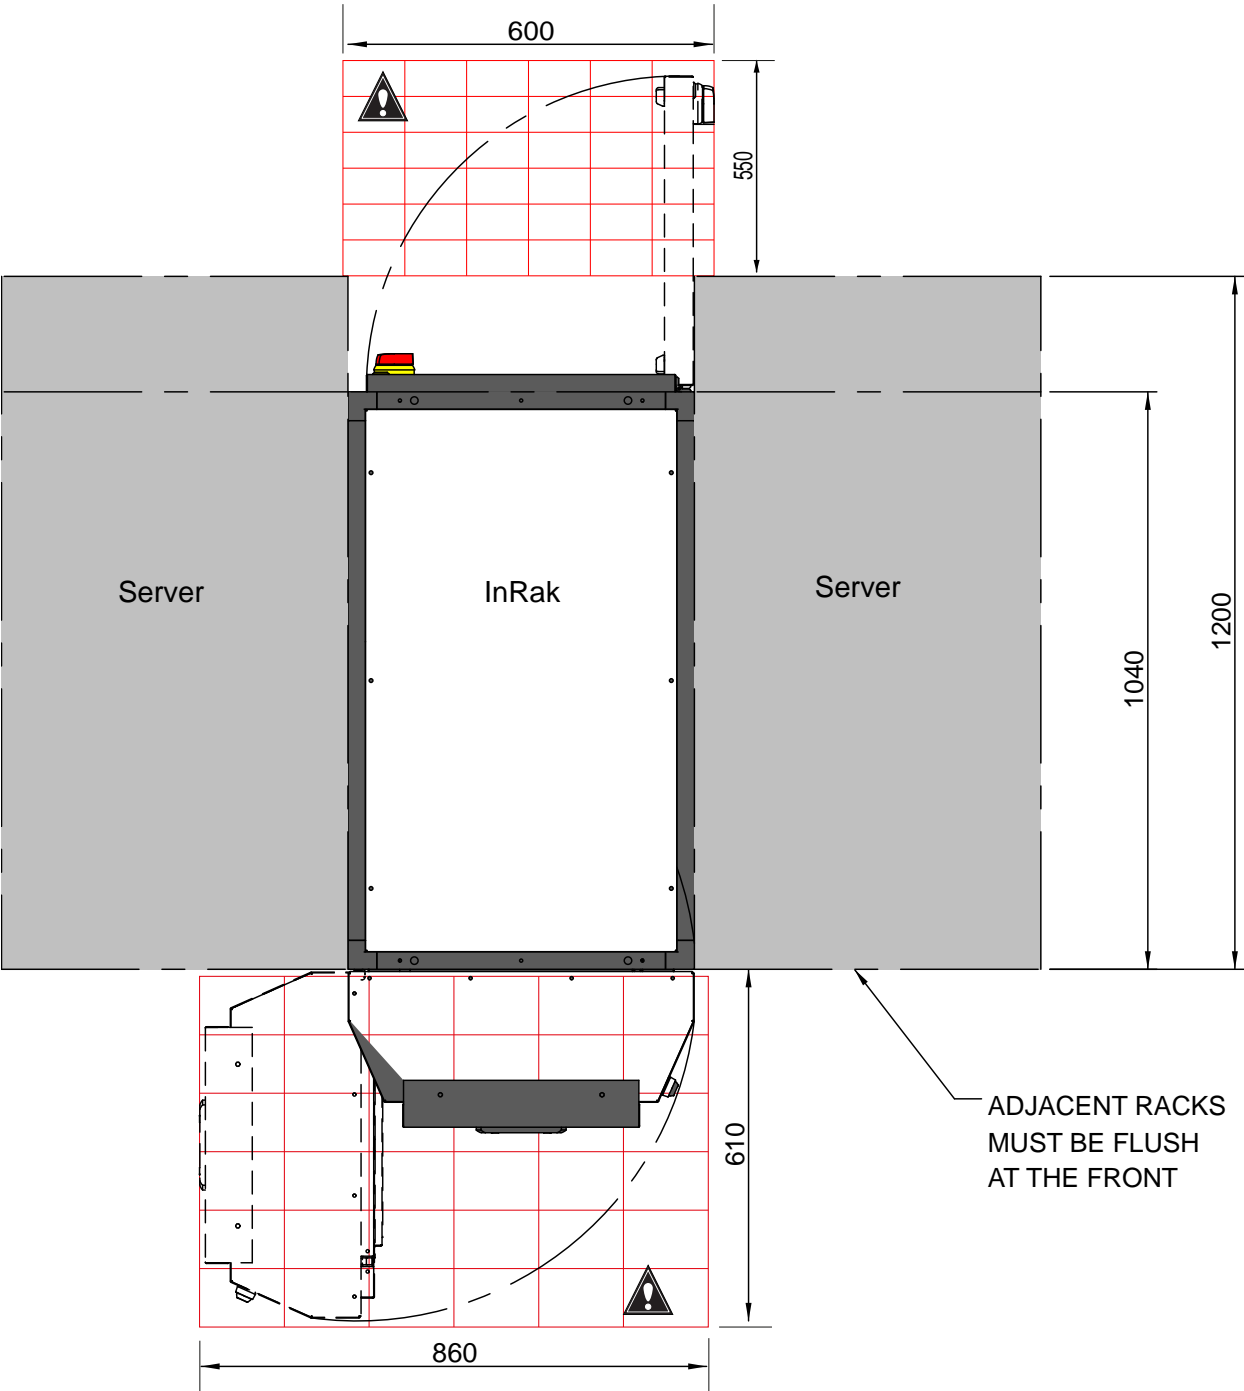 600
550
Server
InRak
Server
1200
1040
ADJACENT RACKS
MUST BE FLUSH
AT THE FRONT
610
860